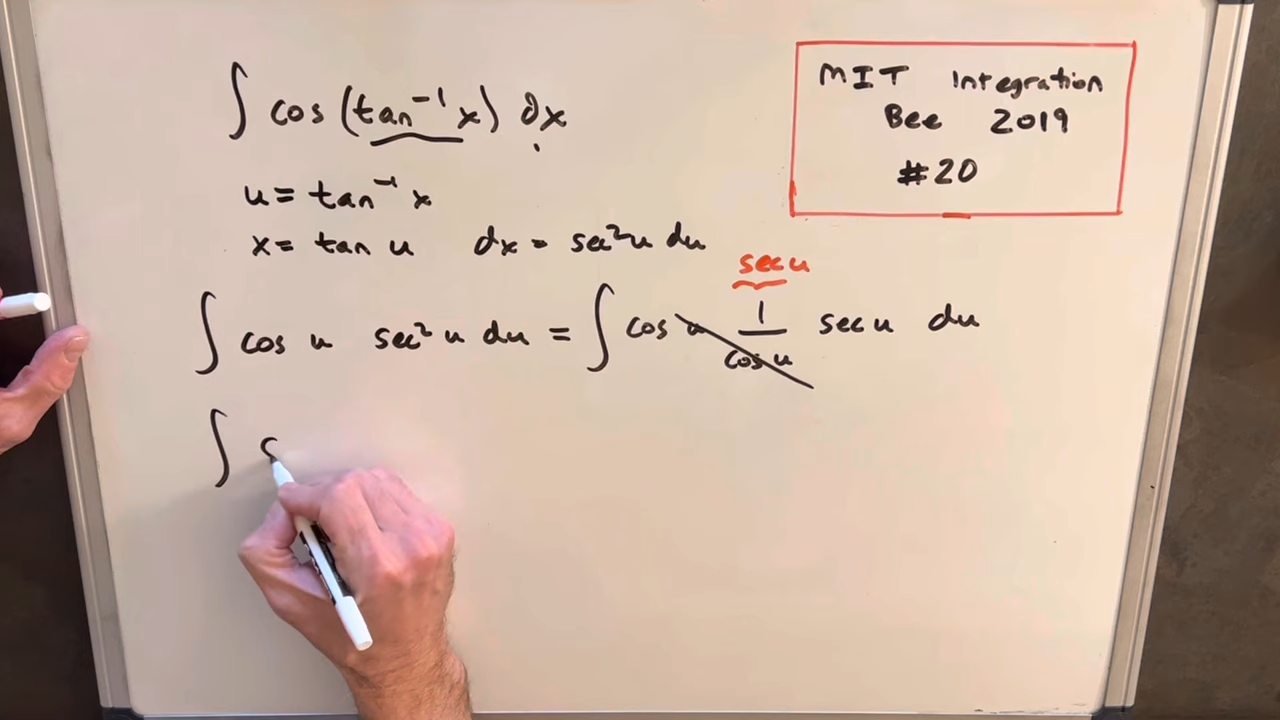 ∫ cos (tan⁻¹ x) dx
MIT Integration
Bee 2019
#20
u = tan⁻¹ x
x = tan u dx = sec²u du
sec u
∫ cos u sec² u du = ∫ cos u 1/cos u sec u du
∫ s